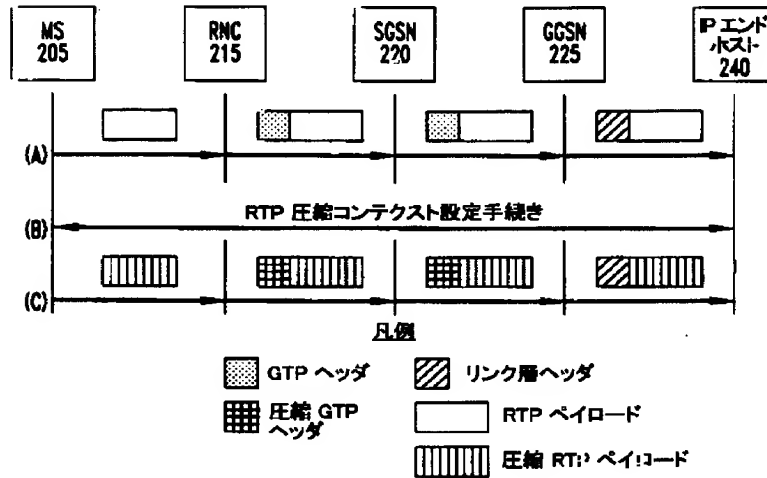 MS
205
RNC
215
SGSN
220
GGSN
225
IP エンド
ホスト
240
(A)
RTP 圧縮コンテクスト設定手続き
(B)
(C)
凡例
GTP ヘッダ
リンク層ヘッダ
圧縮 GTP
ヘッダ
RTP ペイロード
圧縮 RTP ペイロード